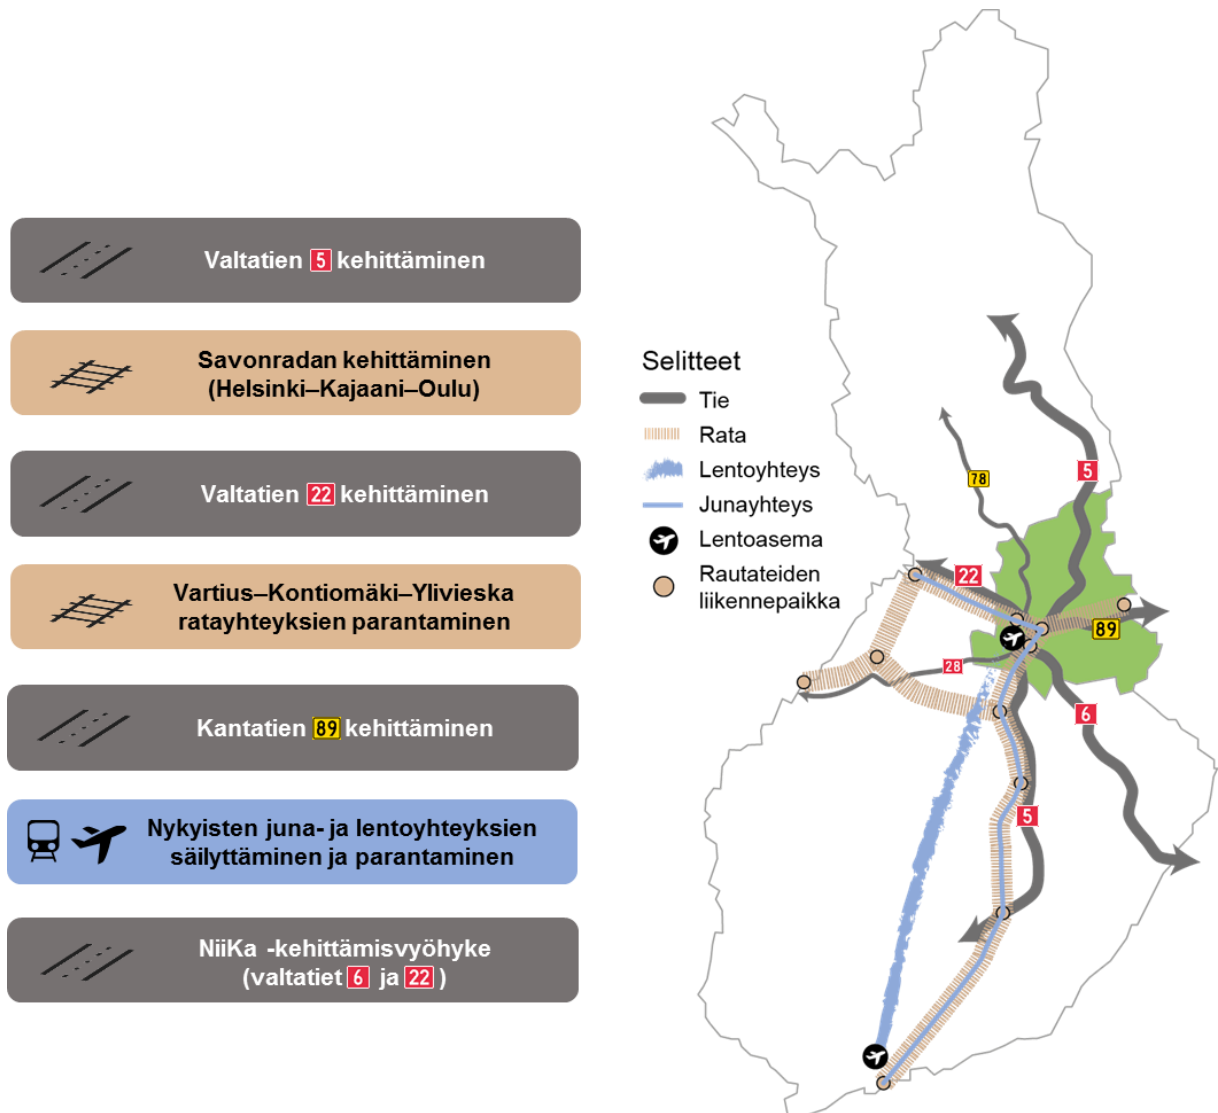 Valtatien 5 kehittäminen
Savonradan kehittäminen
(Helsinki–Kajaani–Oulu)
Valtatien 22 kehittäminen
Vartius–Kontiomäki–Ylivieska
ratayhteyksien parantaminen
Kantatien 89 kehittäminen
Nykyisten juna- ja lentoyhteyksien
säilyttäminen ja parantaminen
NiiKa -kehittämisvyöhyke
(valtatiet 6 ja 22 )
Selitteet
Tie
Rata
Lentoyhteys
Junayhteys
Lentoasema
Rautateiden
liikennepaikka
5
78
22
89
28
6
5